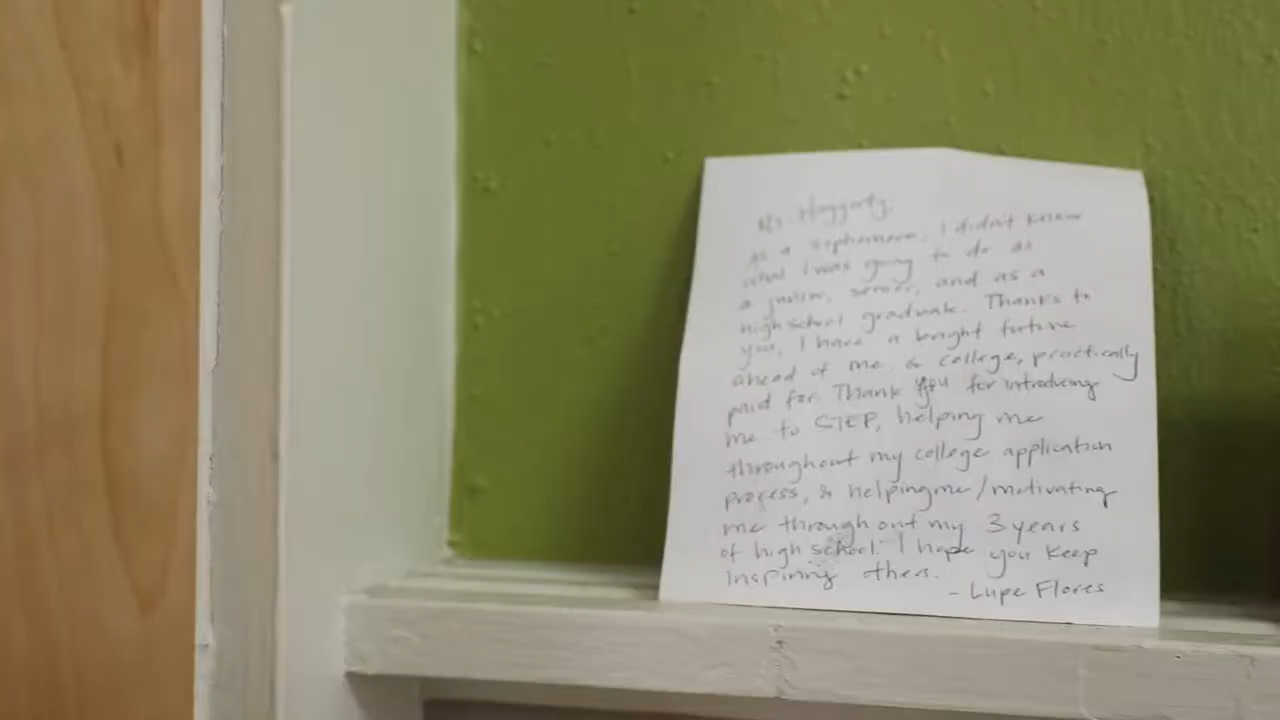 Mr. Haggerty,
As a sophomore, I didn't know
what I was going to do as
a junior, senior, and as a
high school graduate. Thanks to
you, I have a bright future
ahead of me & college, practically
paid for. Thank you for introducing
me to CTEP, helping me
throughout my college application
process, & helping me/motivating
me throughout my 3 years
of high school. I hope you keep
inspiring others.
- Lupe Flores